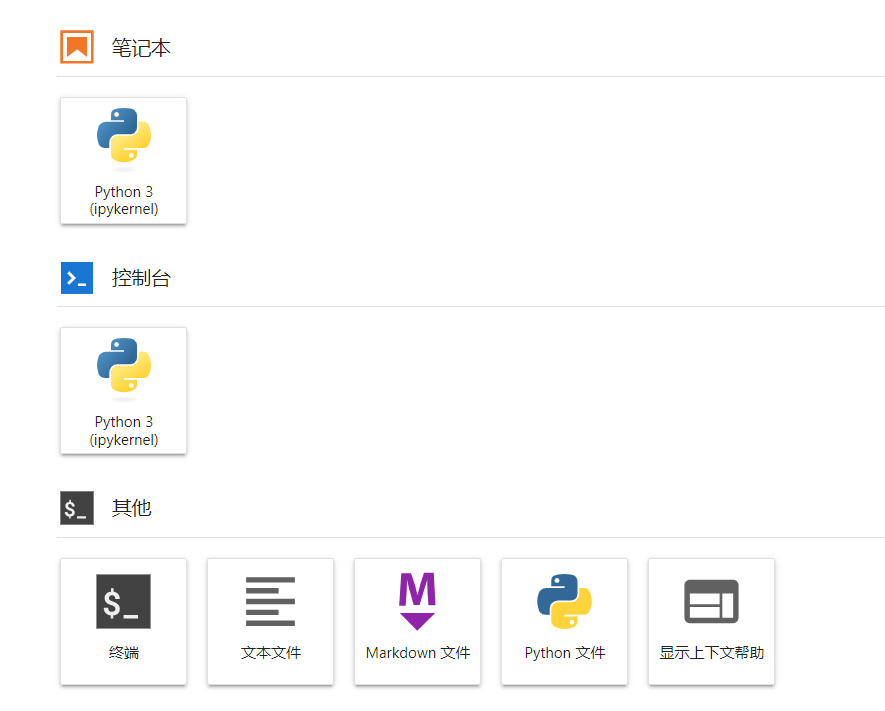 笔记本
Python 3
(ipykernel)
控制台
Python 3
(ipykernel)
$_ 其他
$_
终端
文本文件
M
Markdown 文件
Python 文件
显示上下文帮助